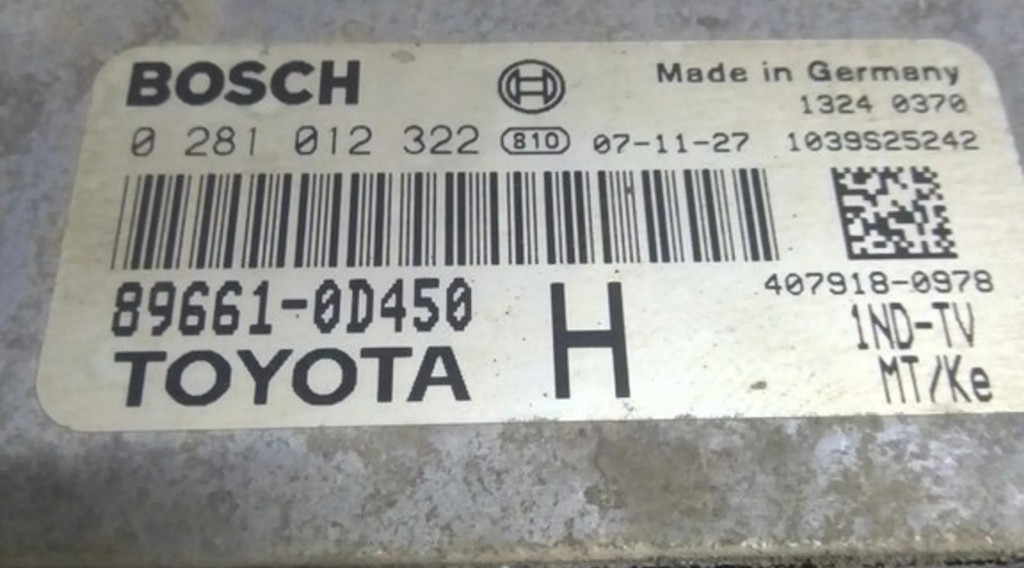 BOSCH
Made in Germany
1324 0370
0 281 012 322 810 07-11-27 1039S25242
407918-0978
89661-0D450 H 1ND-TV
TOYOTA MT/Ke